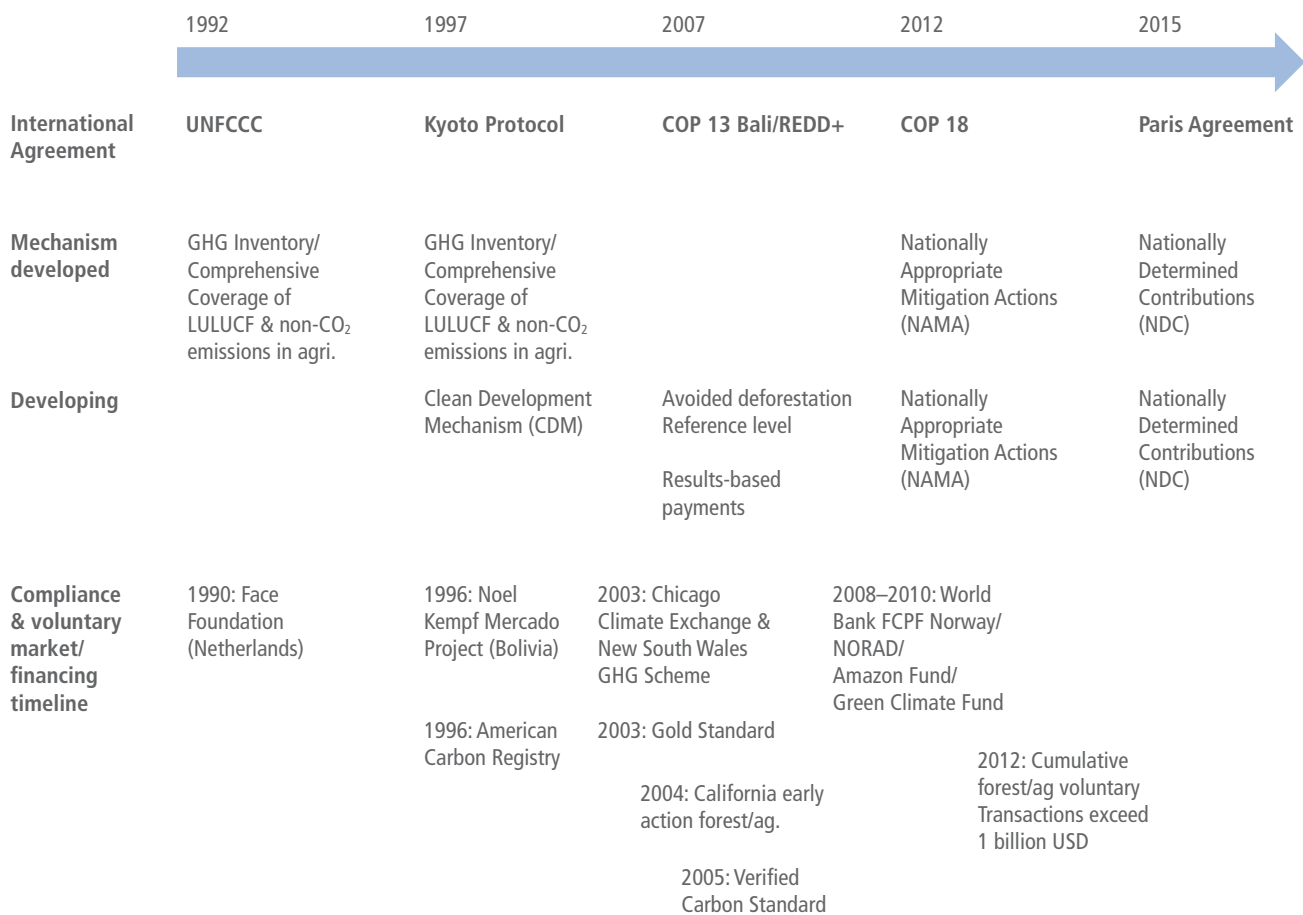 1992
1997
2007
2012
2015
International
Agreement
UNFCCC
Kyoto Protocol
COP 13 Bali/REDD+
COP 18
Paris Agreement
Mechanism
developed
GHG Inventory/
Comprehensive
Coverage of
LULUCF & non-CO₂
emissions in agri.
GHG Inventory/
Comprehensive
Coverage of
LULUCF & non-CO₂
emissions in agri.
Nationally
Appropriate
Mitigation Actions
(NAMA)
Nationally
Determined
Contributions
(NDC)
Developing
Clean Development
Mechanism (CDM)
Avoided deforestation
Reference level
Results-based
payments
Nationally
Appropriate
Mitigation Actions
(NAMA)
Nationally
Determined
Contributions
(NDC)
Compliance
& voluntary
market/
financing
timeline
1990: Face
Foundation
(Netherlands)
1996: Noel
Kempf Mercado
Project (Bolivia)
1996: American
Carbon Registry
2003: Chicago
Climate Exchange &
New South Wales
GHG Scheme
2003: Gold Standard
2004: California early
action forest/ag.
2005: Verified
Carbon Standard
2008–2010: World
Bank FCPF Norway/
NORAD/
Amazon Fund/
Green Climate Fund
2012: Cumulative
forest/ag voluntary
Transactions exceed
1 billion USD